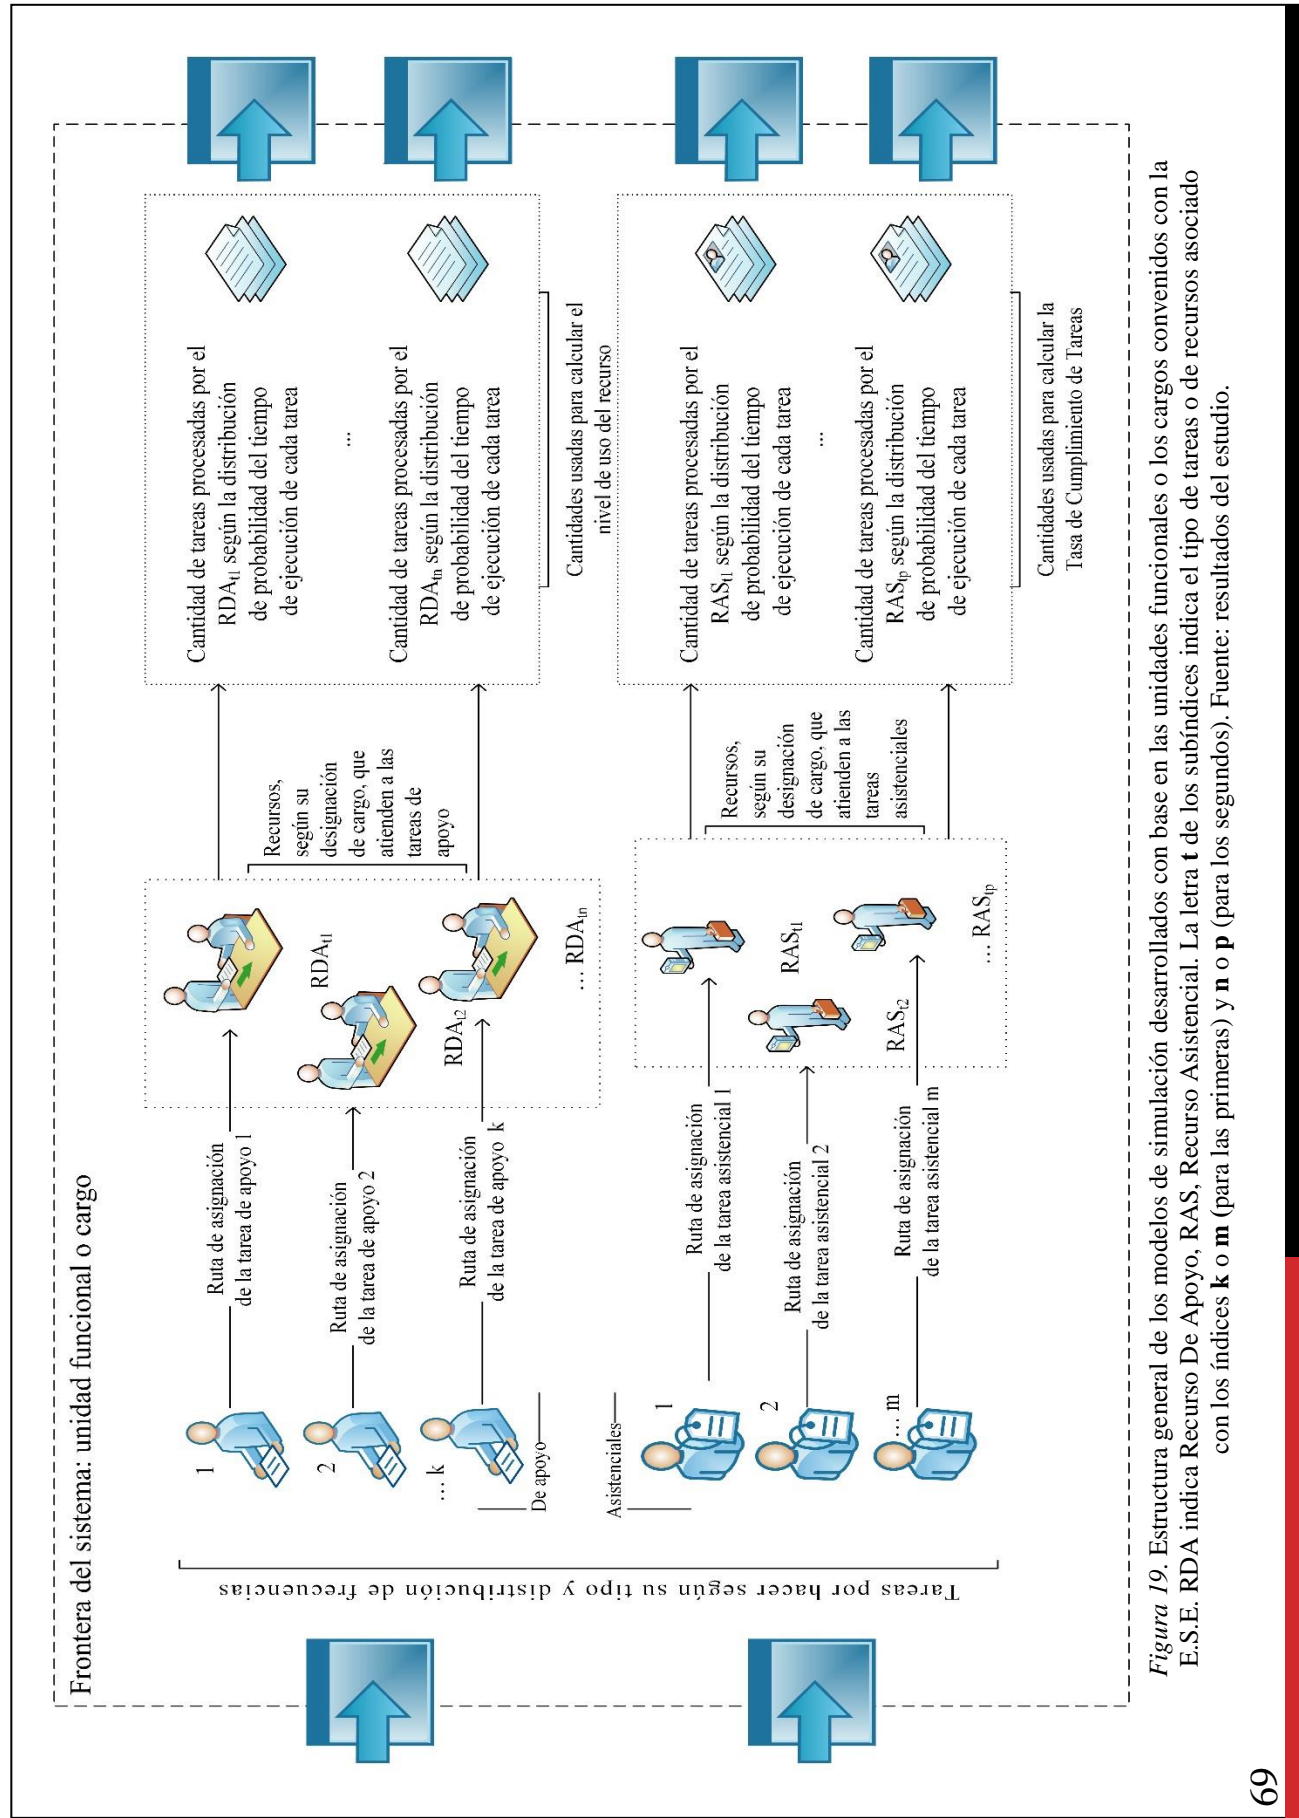 Frontera del sistema: unidad funcional o cargo
Tareas por hacer según su tipo y distribución de frecuencias
1
2
… k
De apoyo
Ruta de asignación
de la tarea de apoyo 1
Ruta de asignación
de la tarea de apoyo 2
Ruta de asignación
de la tarea de apoyo k
RDAt1
RDAt2
… RDAtn
Recursos,
según su
designación
de cargo, que
atienden a las
tareas de
apoyo
Cantidad de tareas procesadas por el
RDAt1 según la distribución
de probabilidad del tiempo
de ejecución de cada tarea
...
Cantidad de tareas procesadas por el
RDAtn según la distribución
de probabilidad del tiempo
de ejecución de cada tarea
Cantidades usadas para calcular el
nivel de uso del recurso
Asistenciales
1
2
…m
Ruta de asignación
de la tarea asistencial 1
Ruta de asignación
de la tarea asistencial 2
Ruta de asignación
de la tarea asistencial m
RASt1
RASt2
… RAStp
Recursos,
según su
designación
de cargo, que
atienden a las
tareas
asistenciales
Cantidad de tareas procesadas por el
RASt1 según la distribución
de probabilidad del tiempo
de ejecución de cada tarea
...
Cantidad de tareas procesadas por el
RAStp según la distribución
de probabilidad del tiempo
de ejecución de cada tarea
Cantidades usadas para calcular la
Tasa de Cumplimiento de Tareas
Figura 19. Estructura general de los modelos de simulación desarrollados con base en las unidades funcionales o los cargos convenidos con la
E.S.E. RDA indica Recurso De Apoyo, RAS, Recurso Asistencial. La letra t de los subíndices indica el tipo de tareas o de recursos asociado
con los índices k o m (para las primeras) y n o p (para los segundos). Fuente: resultados del estudio.
69